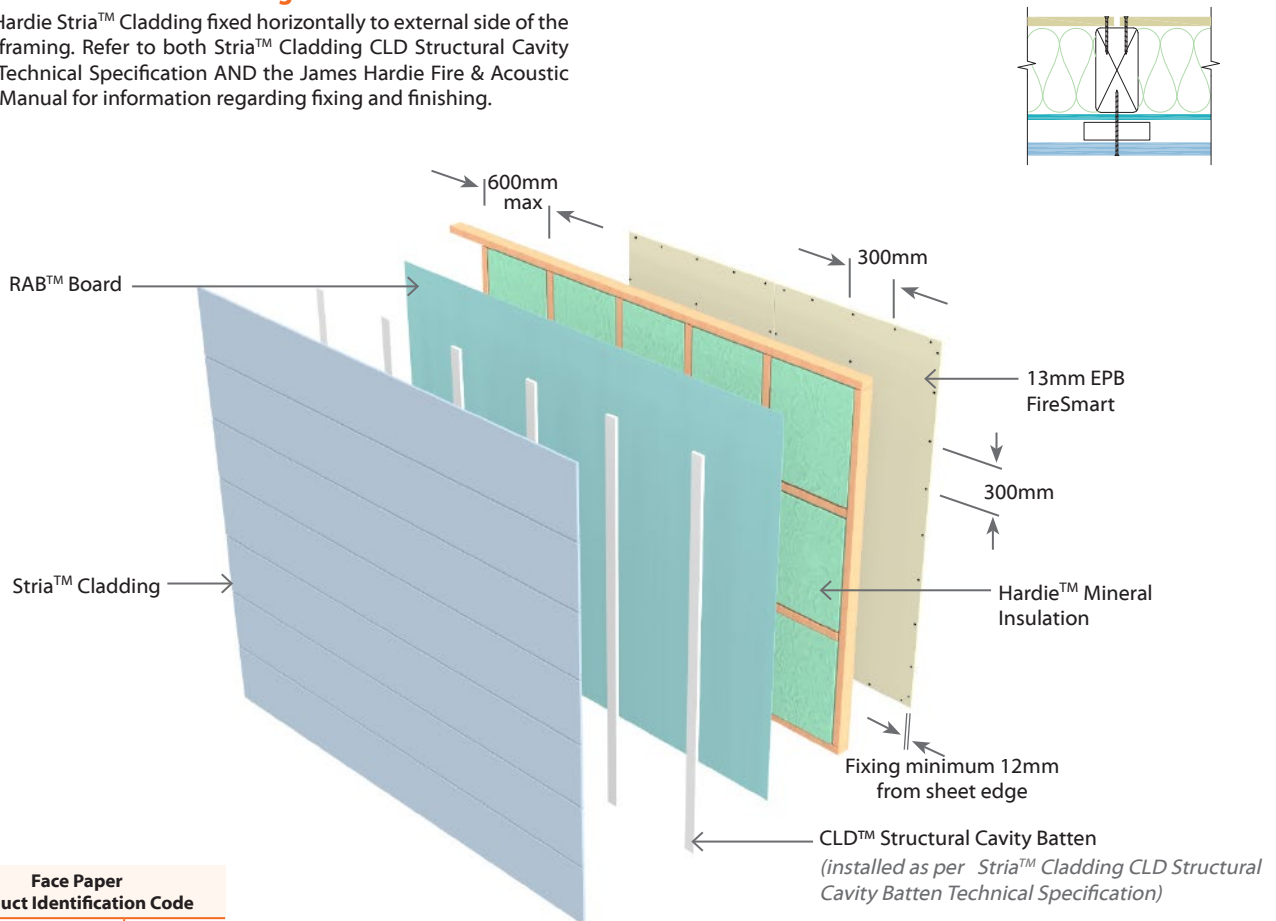 Hardie Stria™ Cladding fixed horizontally to external side of the
framing. Refer to both Stria™ Cladding CLD Structural Cavity
Technical Specification AND the James Hardie Fire & Acoustic
Manual for information regarding fixing and finishing.
600mm
max
300mm
RAB™ Board
13mm EPB
FireSmart
300mm
Stria™ Cladding
Hardie™ Mineral
Insulation
Fixing minimum 12mm
from sheet edge
CLD™ Structural Cavity Batten
(installed as per Stria™ Cladding CLD Structural
Cavity Batten Technical Specification)
Face Paper
Identification Code